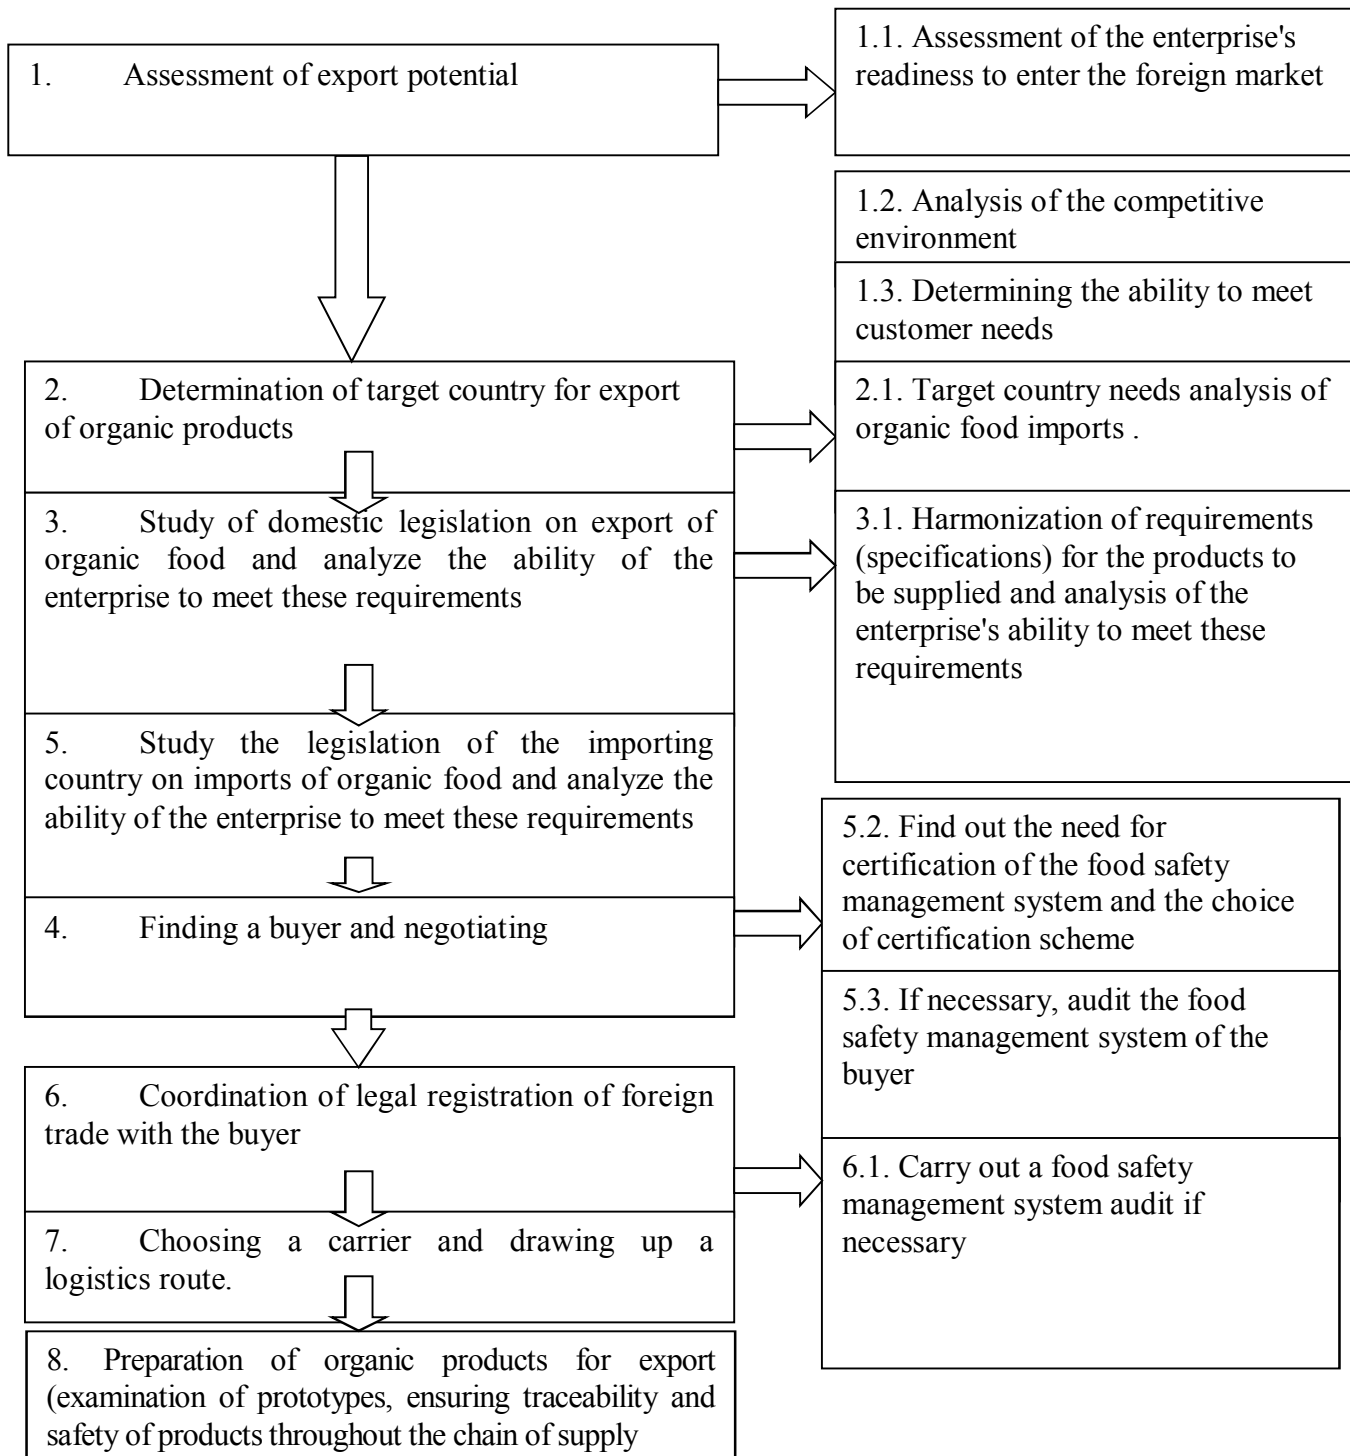 1. Assessment of export potential
1.1. Assessment of the enterprise's
readiness to enter the foreign market
1.2. Analysis of the competitive
environment
1.3. Determining the ability to meet
customer needs
2. Determination of target country for export
of organic products
2.1. Target country needs analysis of
organic food imports .
3. Study of domestic legislation on export of
organic food and analyze the ability of the
enterprise to meet these requirements
3.1. Harmonization of requirements
(specifications) for the products to
be supplied and analysis of the
enterprise's ability to meet these
requirements
5. Study the legislation of the importing
country on imports of organic food and analyze the
ability of the enterprise to meet these requirements
4. Finding a buyer and negotiating
5.2. Find out the need for
certification of the food safety
management system and the choice
of certification scheme
5.3. If necessary, audit the food
safety management system of the
buyer
6. Coordination of legal registration of foreign
trade with the buyer
6.1. Carry out a food safety
management system audit if
necessary
7. Choosing a carrier and drawing up a
logistics route.
8. Preparation of organic products for export
(examination of prototypes, ensuring traceability and
safety of products throughout the chain of supply